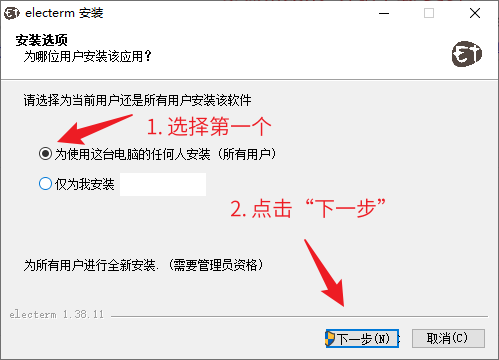 electerm 安装
安装选项
为哪位用户安装该应用？
Et
请选择为当前用户还是所有用户安装该软件
1. 选择第一个
为使用这台电脑的任何人安装（所有用户）
仅为我安装
2. 点击“下一步”
为所有用户进行全新安装. （需要管理员资格）
electerm 1.38.11
下一步(N)
取消(C)